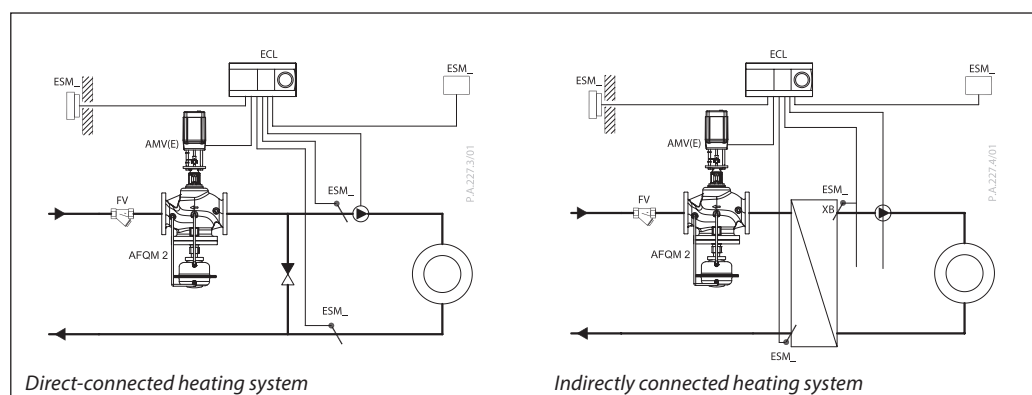 ECL
ESM_
ESM_
AMV(E)
P.A.227.3/01
FV
ESM_
AFQM 2
ESM_
Direct-connected heating system
ECL
ESM_
ESM_
AMV(E)
P.A.227.4/01
FV
ESM_
XB
AFQM 2
ESM_
Indirectly connected heating system